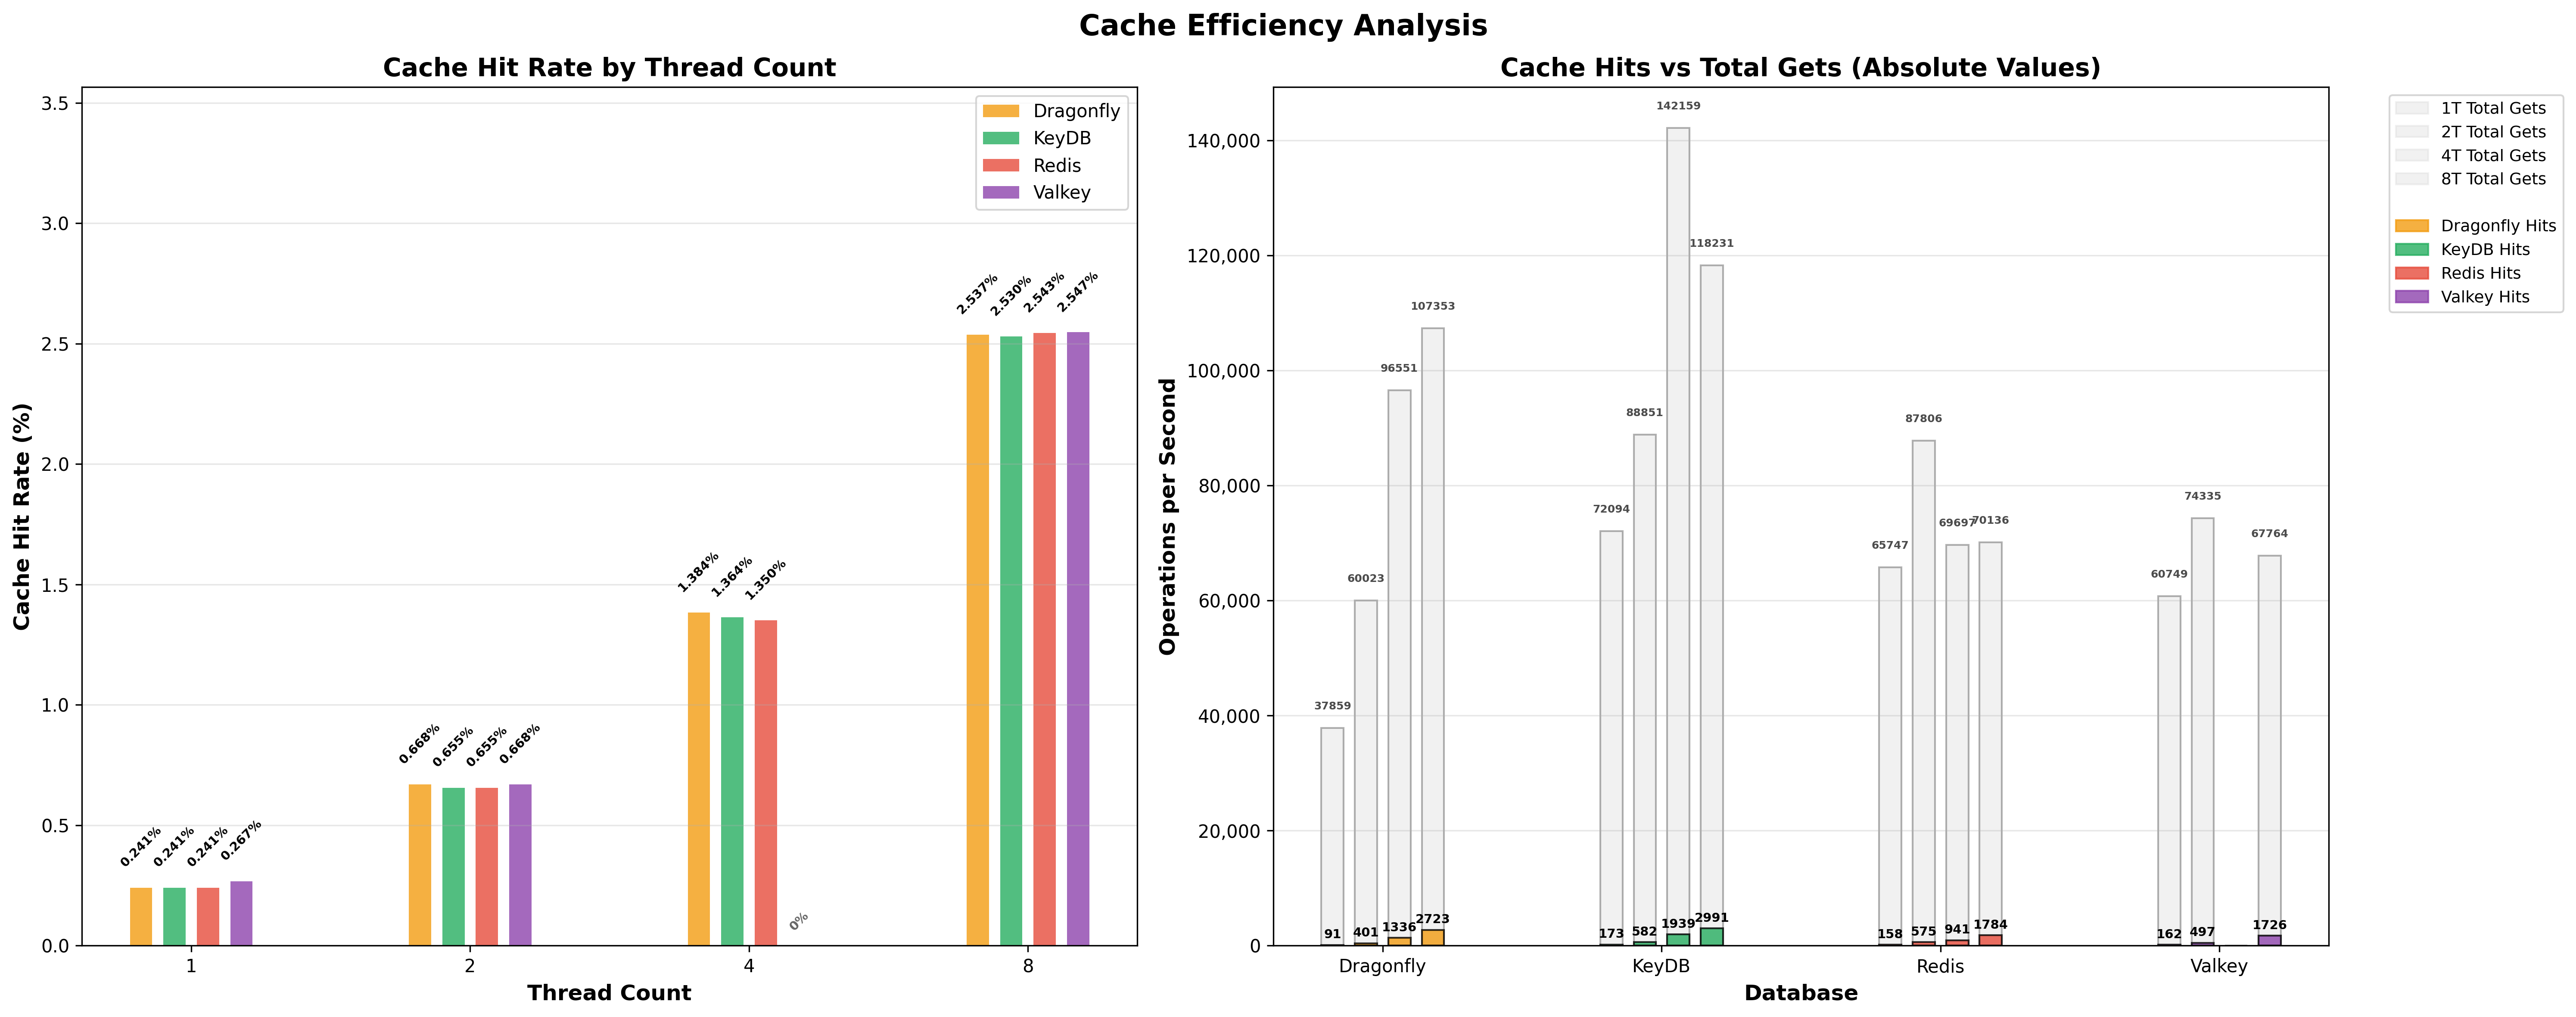 Cache Efficiency Analysis
Cache Hit Rate by Thread Count
Cache Hit Rate (%)
3.5
3.0
2.5
2.0
1.5
1.0
0.5
0.0
Dragonfly
KeyDB
Redis
Valkey
0.241%
0.241%
0.241%
0.267%
0.668%
0.655%
0.655%
0.668%
1.384%
1.364%
1.350%
0%
2.537%
2.530%
2.543%
2.547%
1
2
4
8
Thread Count
Cache Hits vs Total Gets (Absolute Values)
Operations per Second
140,000
120,000
100,000
80,000
60,000
40,000
20,000
0
37859
60023
96551
107353
91
401
1336
2723
72094
88851
142159
118231
173
582
1939
2991
65747
87806
69697
70136
158
575
941
1784
60749
74335
67764
162
497
1726
Dragonfly
KeyDB
Redis
Valkey
Database
1T Total Gets
2T Total Gets
4T Total Gets
8T Total Gets
Dragonfly Hits
KeyDB Hits
Redis Hits
Valkey Hits